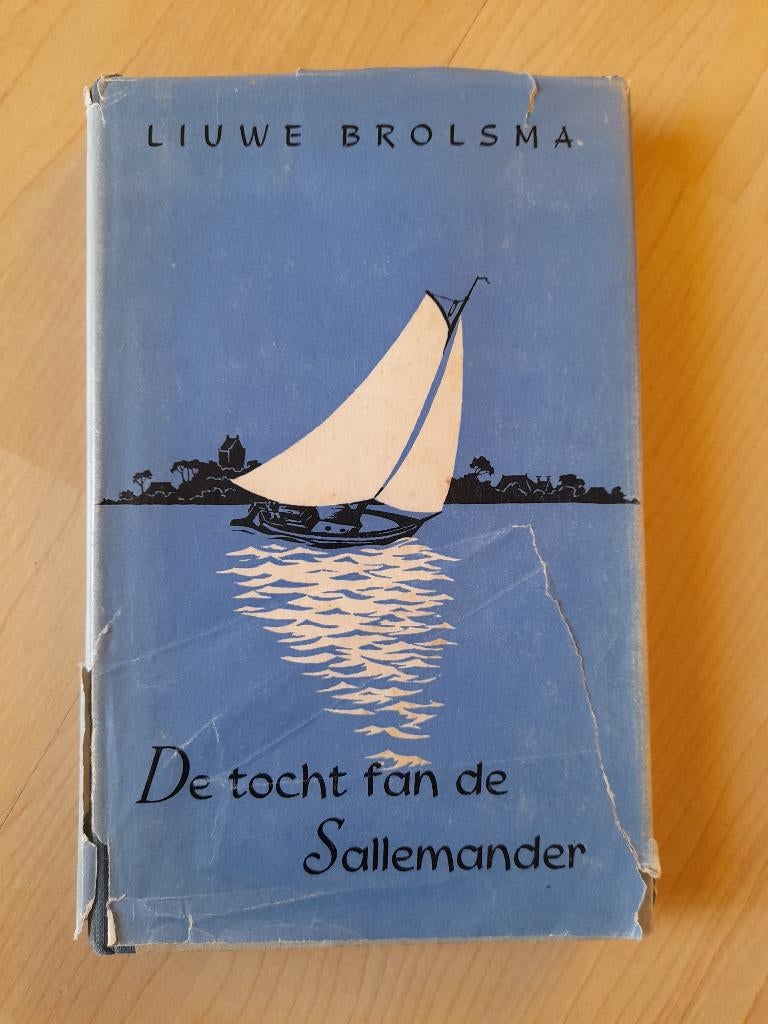 LIUWE BROLSMA
De tocht fan de
Sallemander